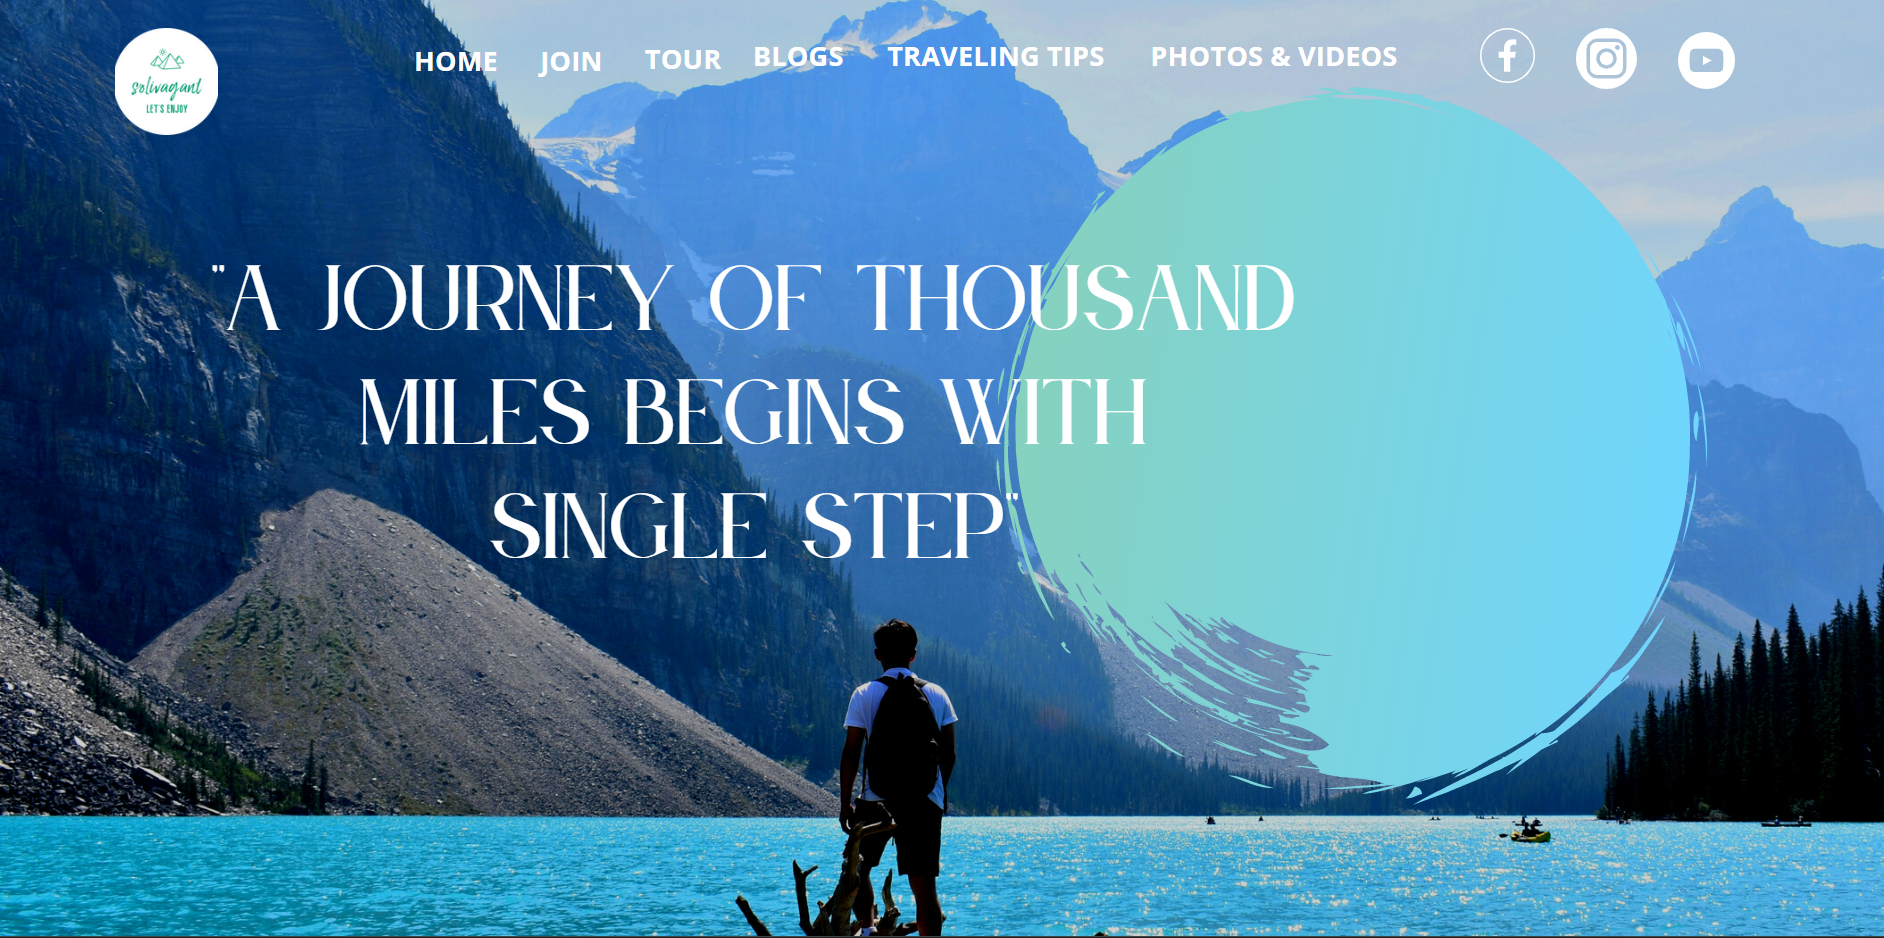 solivagant
LET'S ENJOY
HOME JOIN TOUR BLOGS TRAVELING TIPS PHOTOS & VIDEOS
"A JOURNEY OF THOUSAND
MILES BEGINS WITH
SINGLE STEP"